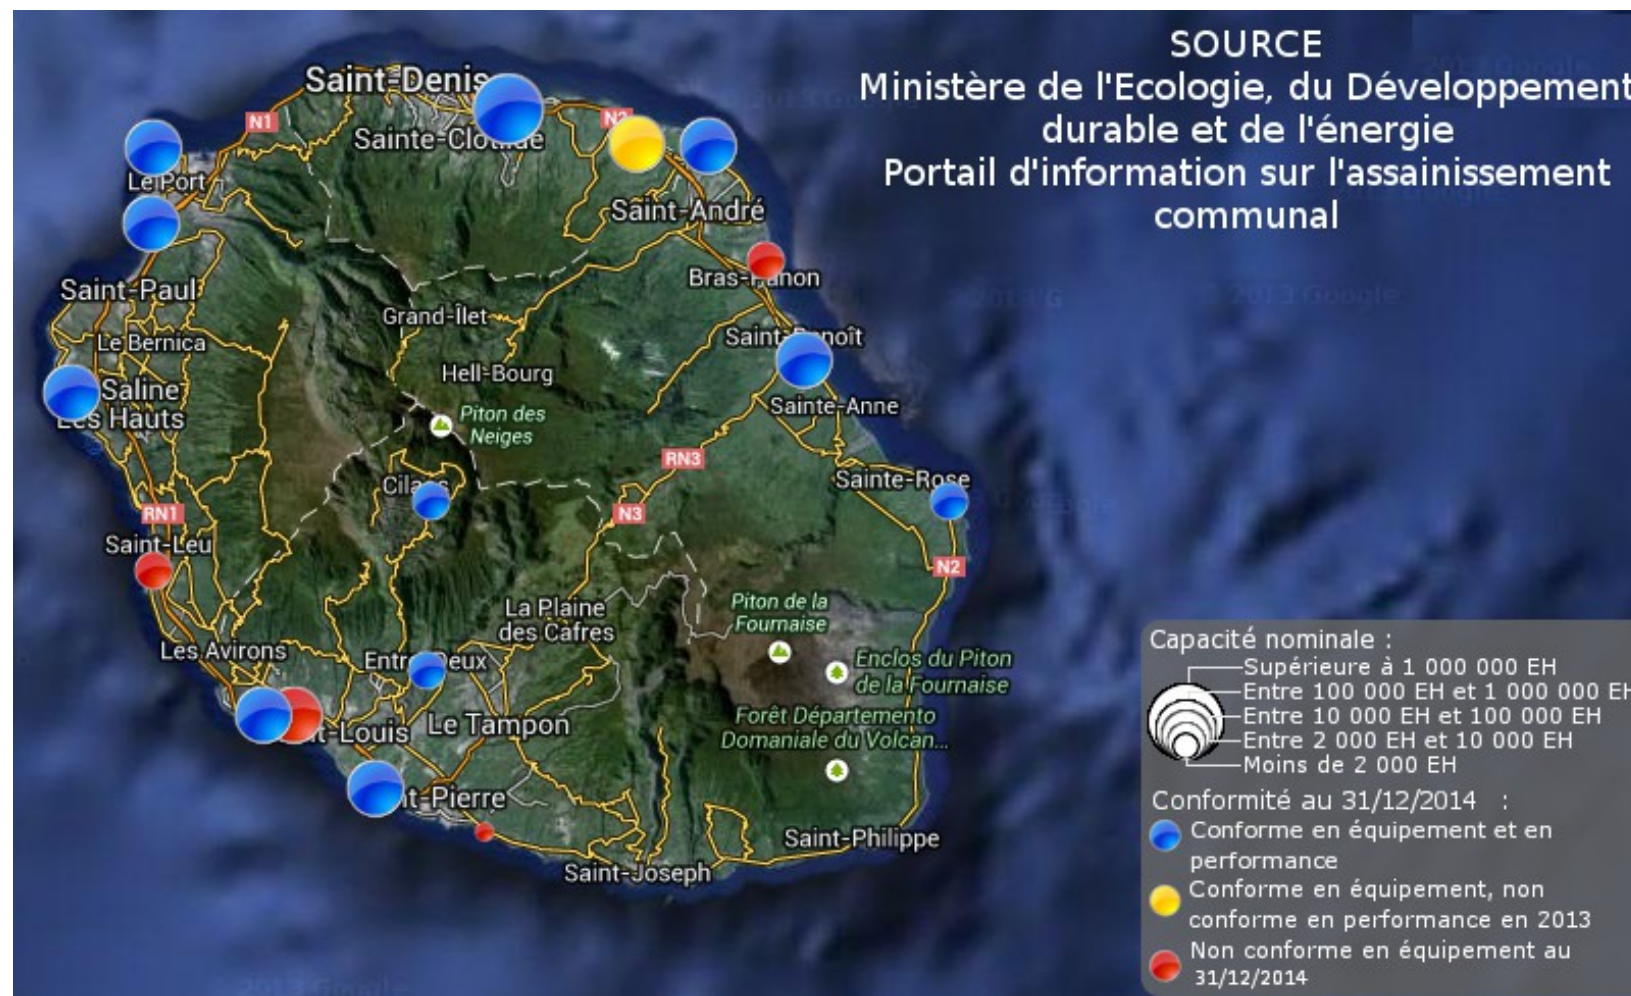 SOURCE
Ministère de l'Ecologie, du Développement
durable et de l'énergie
Portail d'information sur l'assainissement
communal
Saint-Denis
N1
Sainte-Clotilde
N2
Le Port
Saint-André
Bras-Panon
Saint-Paul
Grand-Îlet
Saint-Benoît
Le Bernica
Hell-Bourg
Saline
Les Hauts
Sainte-Anne
Piton des
Neiges
RN3
Cilaos
Sainte-Rose
RN1
N3
Saint-Leu
N2
La Plaine
des Cafres
Piton de la
Fournaise
Les Avirons
Entre-Deux
Enclos du Piton
de la Fournaise
t-Louis
Le Tampon
Forêt Départemento
Domaniale du Volcan...
t-Pierre
Saint-Philippe
Saint-Joseph
Capacité nominale :
Supérieure à 1 000 000 EH
Entre 100 000 EH et 1 000 000 EH
Entre 10 000 EH et 100 000 EH
Entre 2 000 EH et 10 000 EH
Moins de 2 000 EH
Conformité au 31/12/2014 :
Conforme en équipement et en
performance
Conforme en équipement, non
conforme en performance en 2013
Non conforme en équipement au
31/12/2014